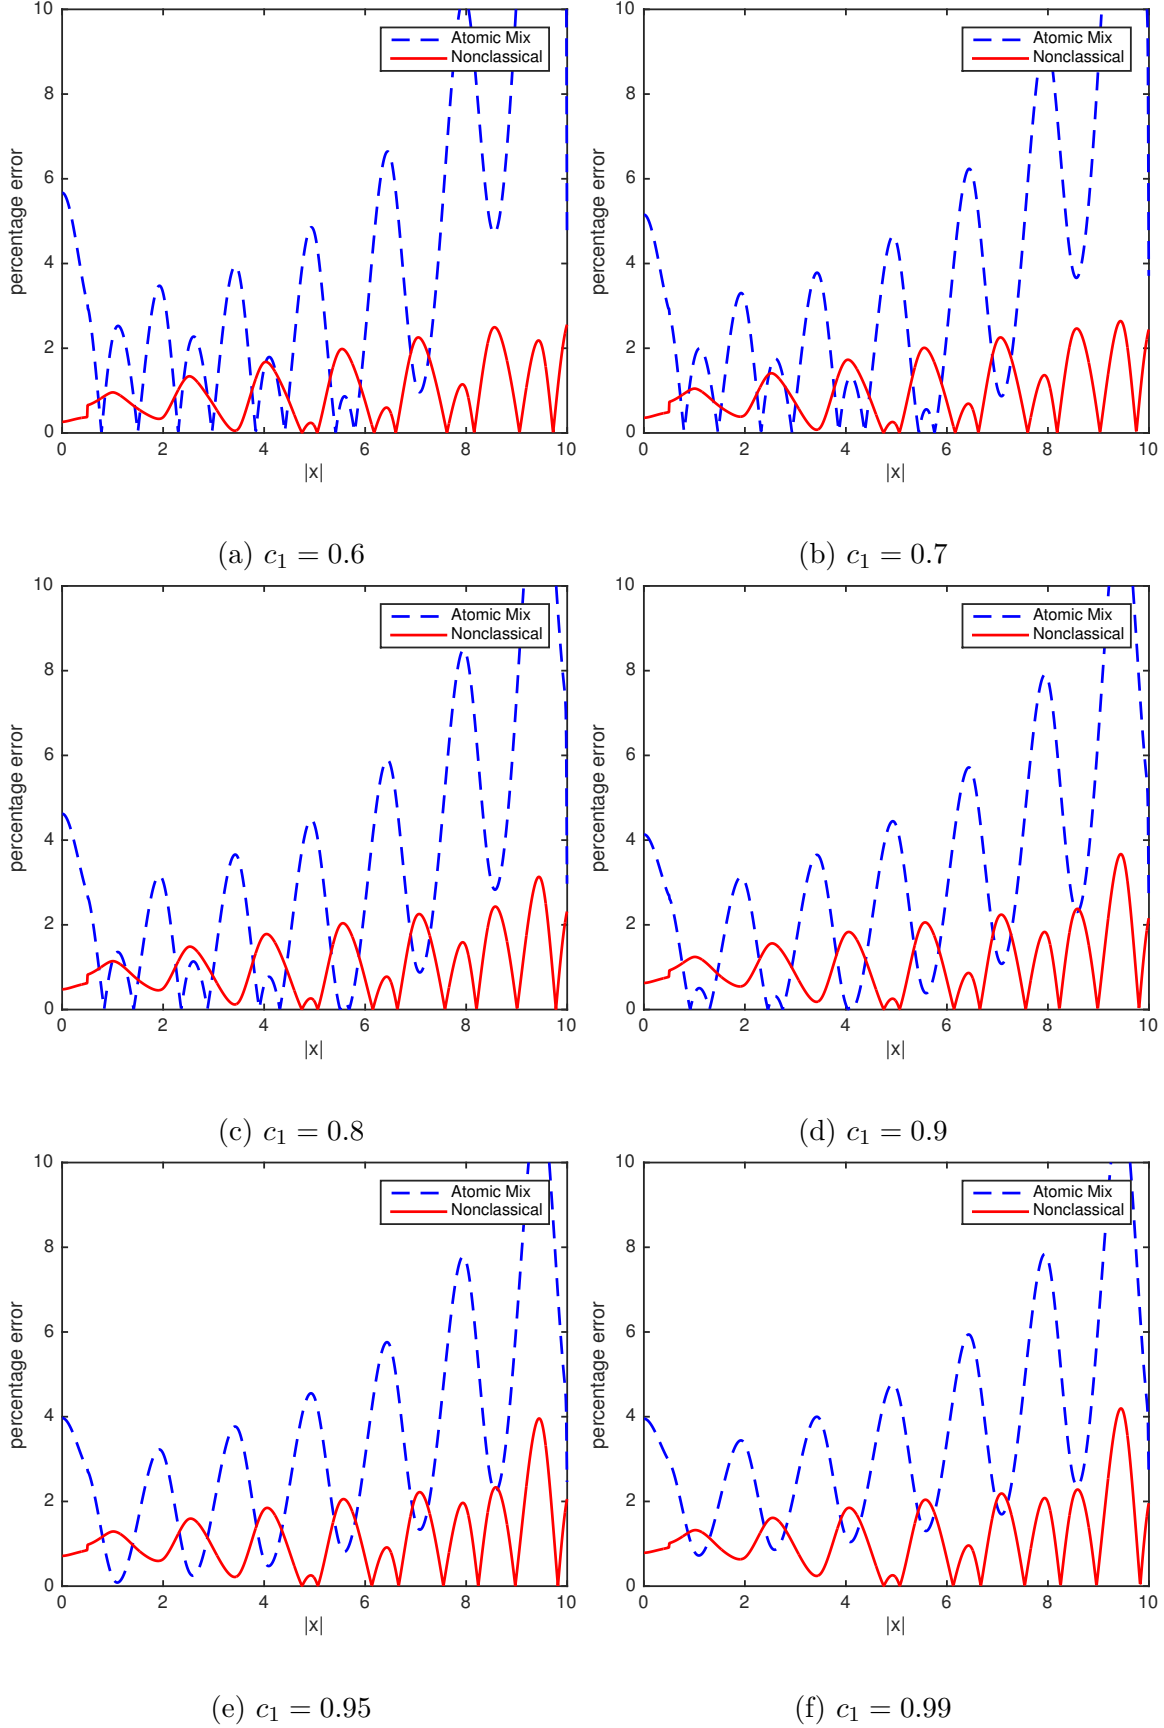 10
8
6
4
2
0
percentage error
0 2 4 6 8 10
|x|
Atomic Mix
Nonclassical
(a) c₁ = 0.6
10
8
6
4
2
0
percentage error
0 2 4 6 8 10
|x|
Atomic Mix
Nonclassical
(b) c₁ = 0.7
10
8
6
4
2
0
percentage error
0 2 4 6 8 10
|x|
Atomic Mix
Nonclassical
(c) c₁ = 0.8
10
8
6
4
2
0
percentage error
0 2 4 6 8 10
|x|
Atomic Mix
Nonclassical
(d) c₁ = 0.9
10
8
6
4
2
0
percentage error
0 2 4 6 8 10
|x|
Atomic Mix
Nonclassical
(e) c₁ = 0.95
10
8
6
4
2
0
percentage error
0 2 4 6 8 10
|x|
Atomic Mix
Nonclassical
(f) c₁ = 0.99